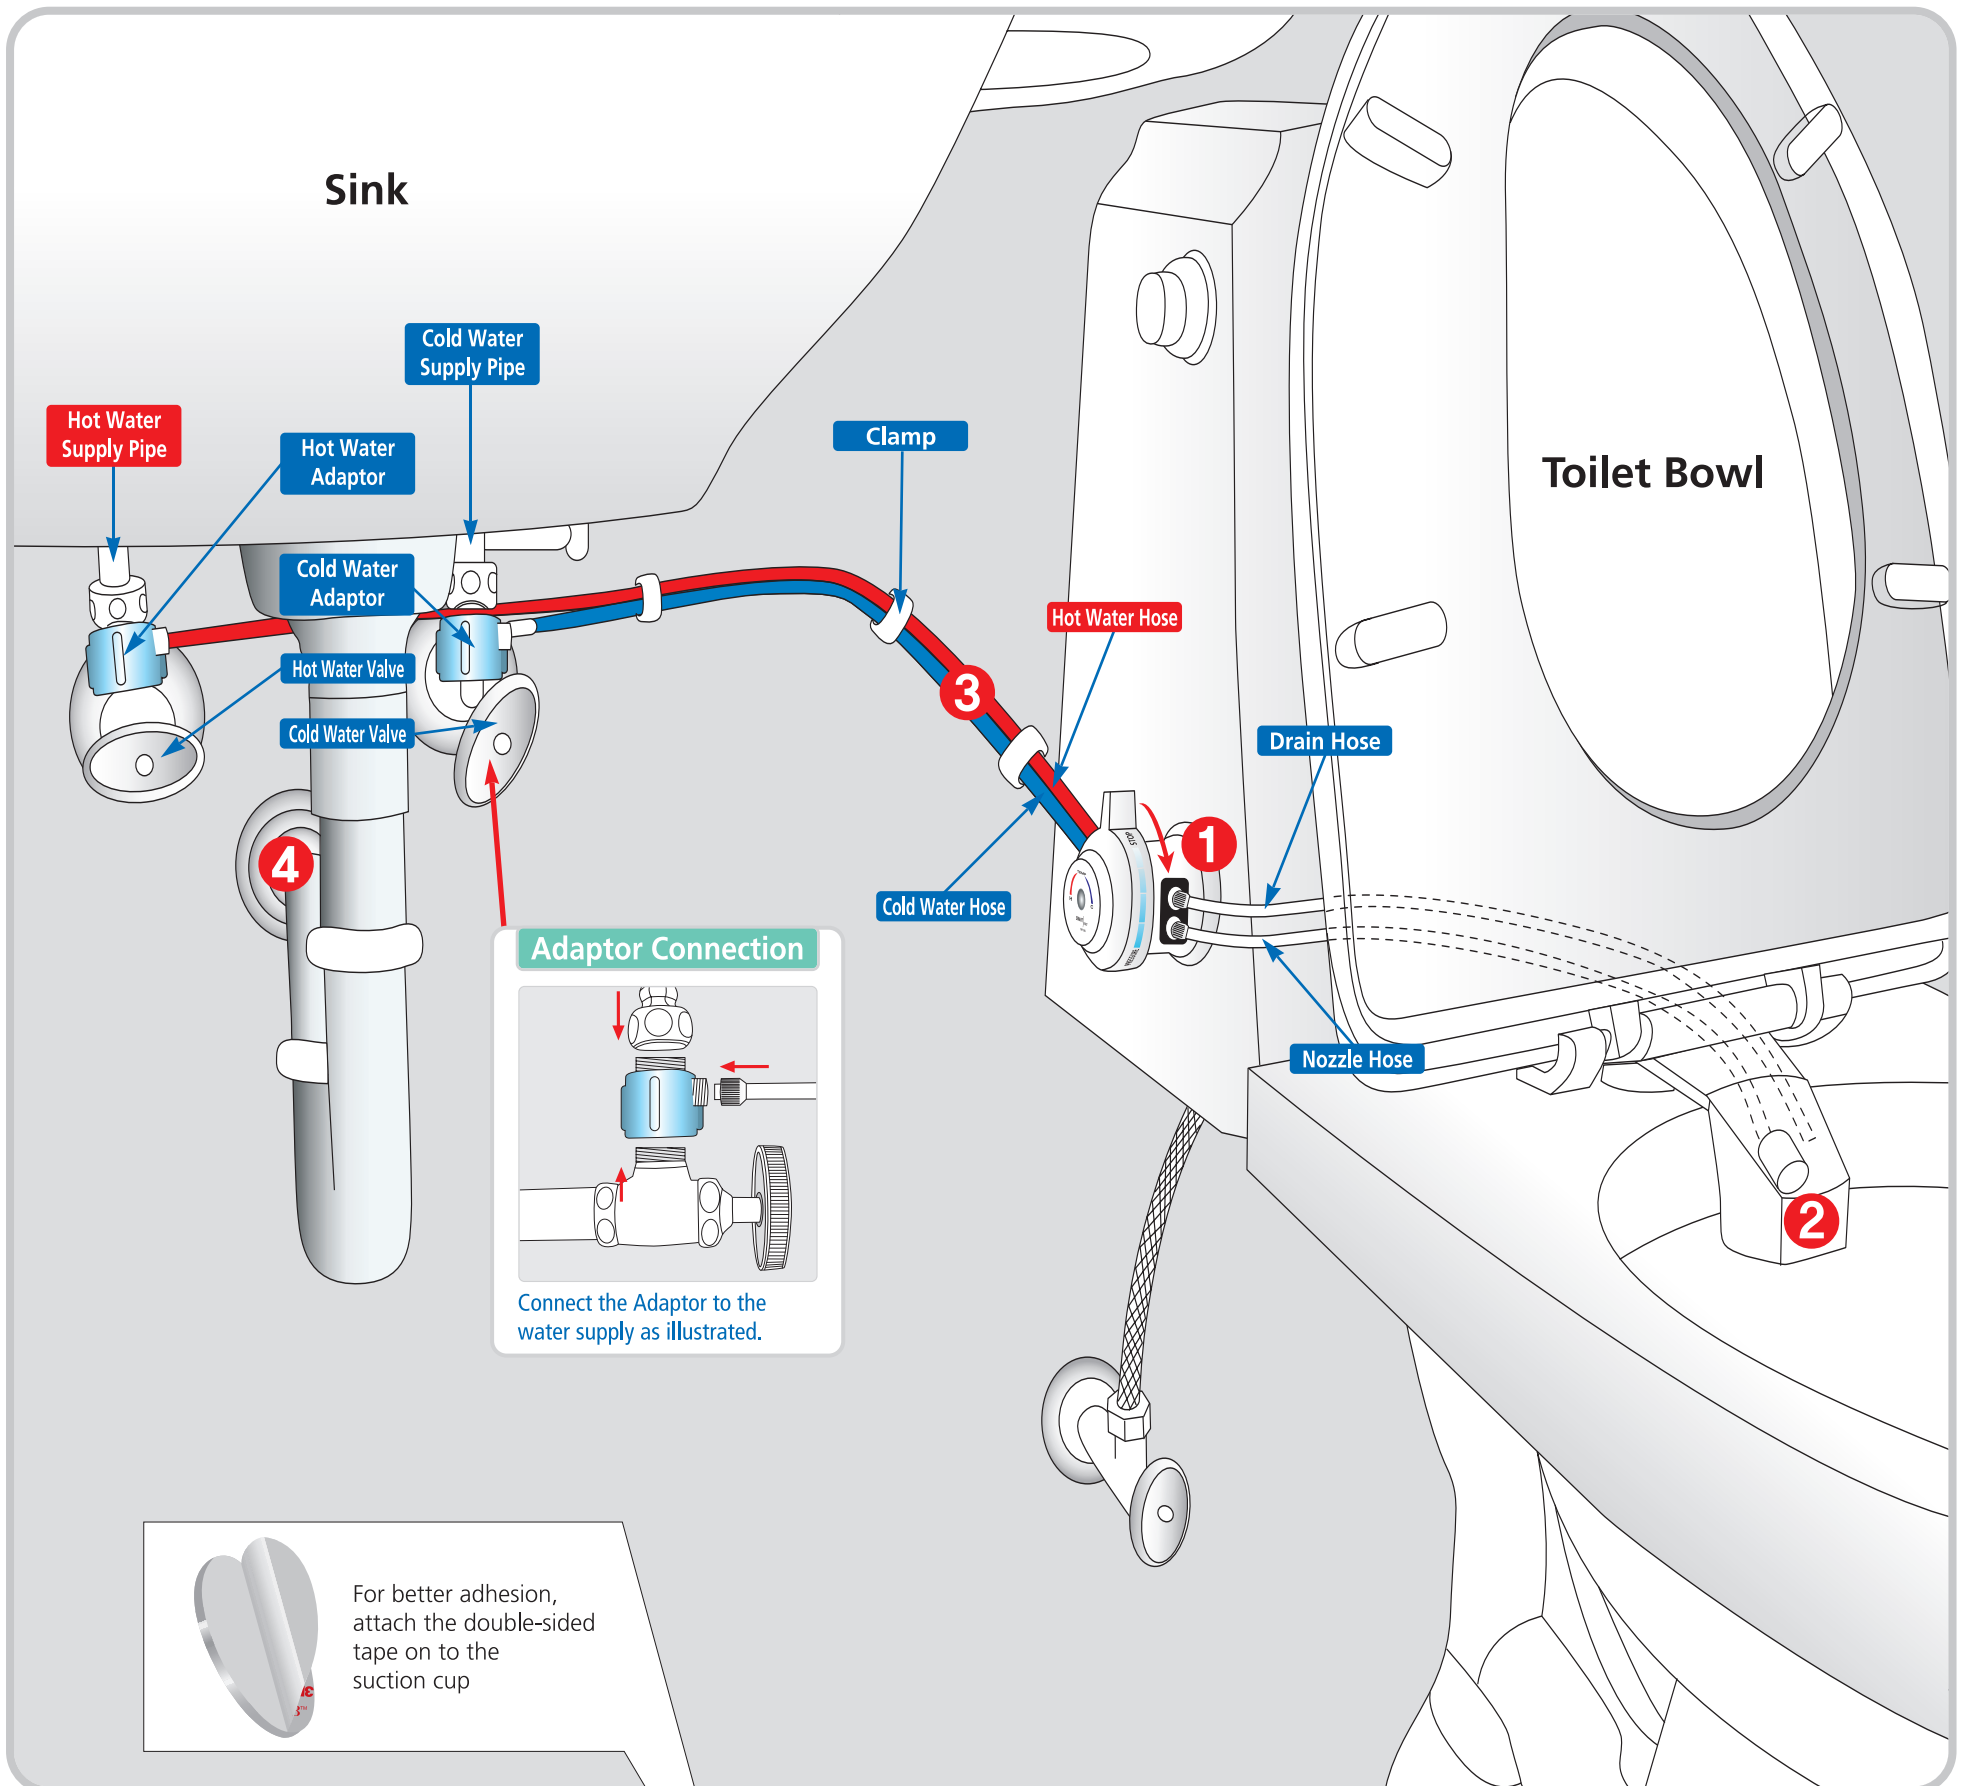 Sink
Cold Water
Supply Pipe
Hot Water
Supply Pipe
Hot Water
Adaptor
Clamp
Toilet Bowl
Cold Water
Adaptor
Hot Water Hose
Hot Water Valve
3
Cold Water Valve
Drain Hose
STOP
1
4
Cold Water Hose
Adaptor Connection
Nozzle Hose
2
Connect the Adaptor to the
water supply as illustrated.
For better adhesion,
attach the double-sided
tape on to the
suction cup